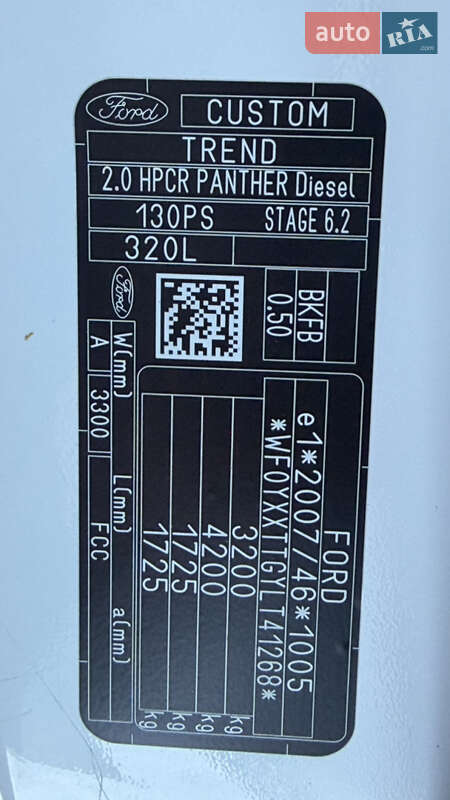 auto RIA.com
Ford CUSTOM
TREND
2.0 HPCR PANTHER Diesel
130PS STAGE 6.2
320L
Ford
BKFB
0.50
FORD
e1*2007/46*1005
*WF0YXXTTGYLT41268*
3200 kg
4200 kg
1725 kg
1725 kg
W(mm) L(mm) a(mm)
A 3300 FCC